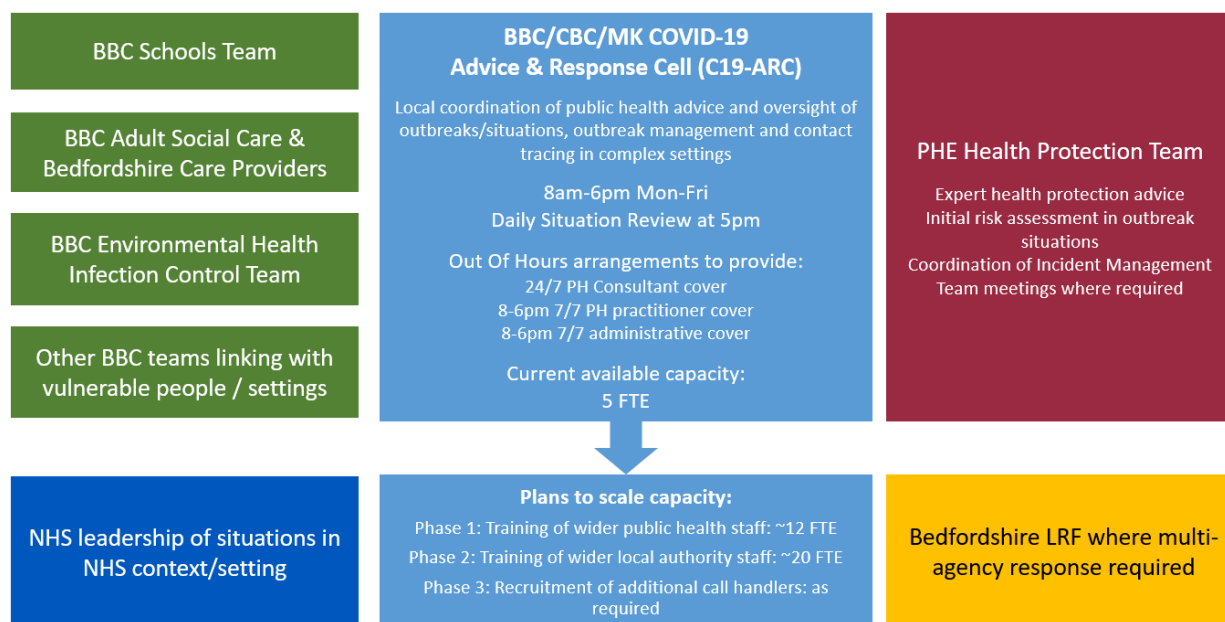 BBC Schools Team
BBC Adult Social Care &
Bedfordshire Care Providers
BBC Environmental Health
Infection Control Team
Other BBC teams linking with
vulnerable people / settings
NHS leadership of situations in
NHS context/setting
BBC/CBC/MK COVID-19
Advice & Response Cell (C19-ARC)
Local coordination of public health advice and oversight of
outbreaks/situations, outbreak management and contact
tracing in complex settings
8am-6pm Mon-Fri
Daily Situation Review at 5pm
Out Of Hours arrangements to provide:
24/7 PH Consultant cover
8-6pm 7/7 PH practitioner cover
8-6pm 7/7 administrative cover
Current available capacity:
5 FTE
Plans to scale capacity:
Phase 1: Training of wider public health staff: ~12 FTE
Phase 2: Training of wider local authority staff: ~20 FTE
Phase 3: Recruitment of additional call handlers: as
required
PHE Health Protection Team
Expert health protection advice
Initial risk assessment in outbreak
situations
Coordination of Incident Management
Team meetings where required
Bedfordshire LRF where multi-
agency response required